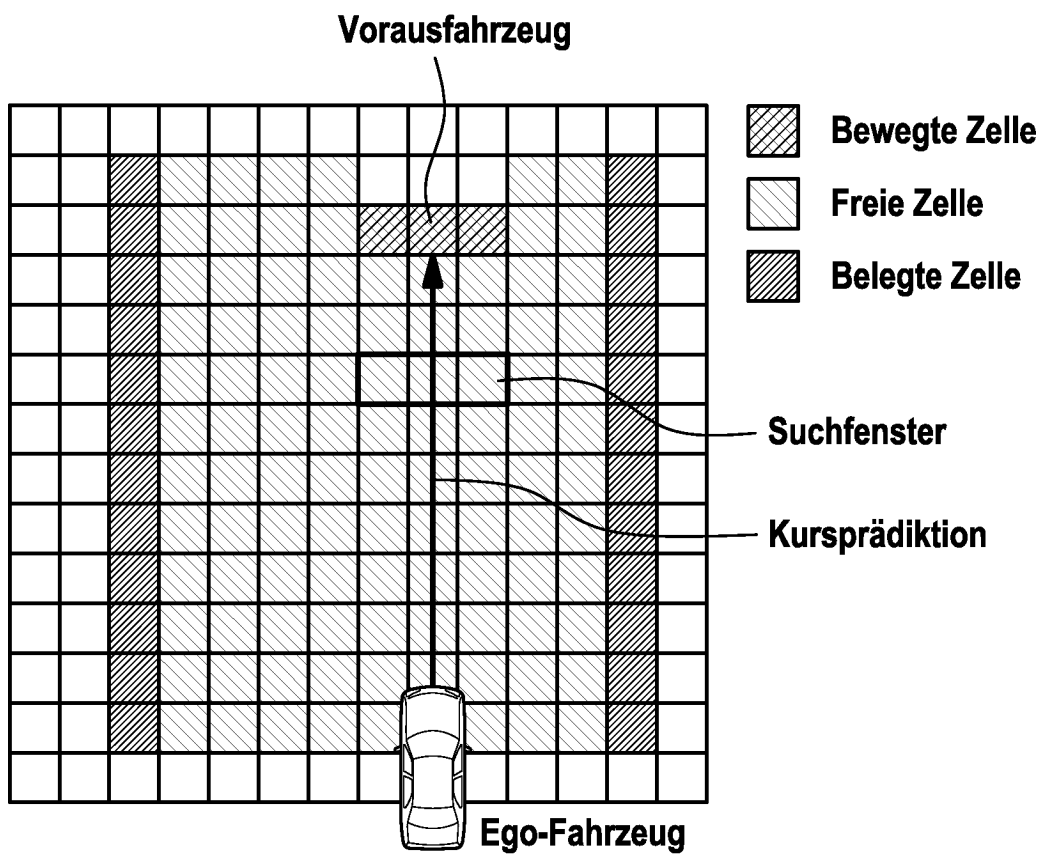 Vorausfahrzeug
Bewegte Zelle
Freie Zelle
Belegte Zelle
Suchfenster
Kursprädiktion
Ego-Fahrzeug